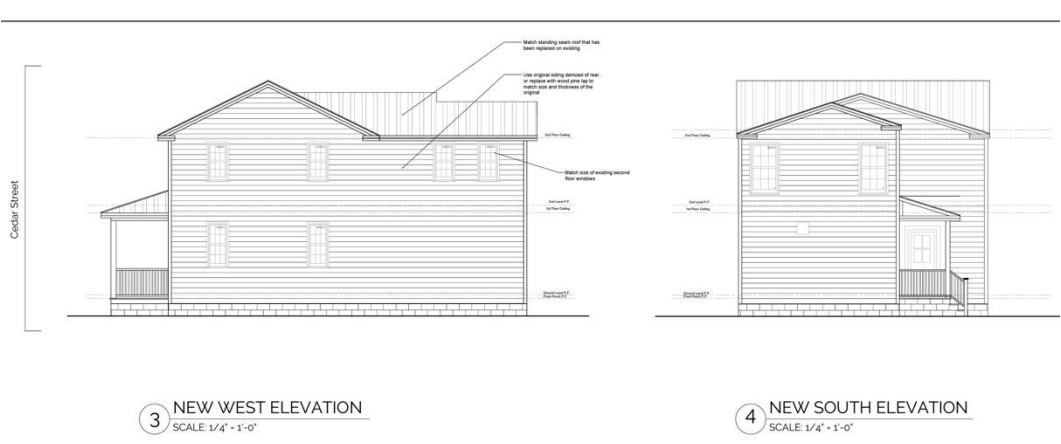 Match standing seam roof that has
been replaced on existing
Use original siding demoed of rear,
or replace with wood pine lap to
match size and thickness of the
original
2nd Floor Ceiling
Match size of existing second
floor windows
2nd Level F.F.
1st Floor Ceiling
Ground Level F.F.
Front Porch F.F.
Cedar Street
3 NEW WEST ELEVATION
SCALE: 1/4" = 1'-0"
2nd Floor Ceiling
2nd Level F.F.
1st Floor Ceiling
Ground Level F.F.
Front Porch F.F.
4 NEW SOUTH ELEVATION
SCALE: 1/4" = 1'-0"